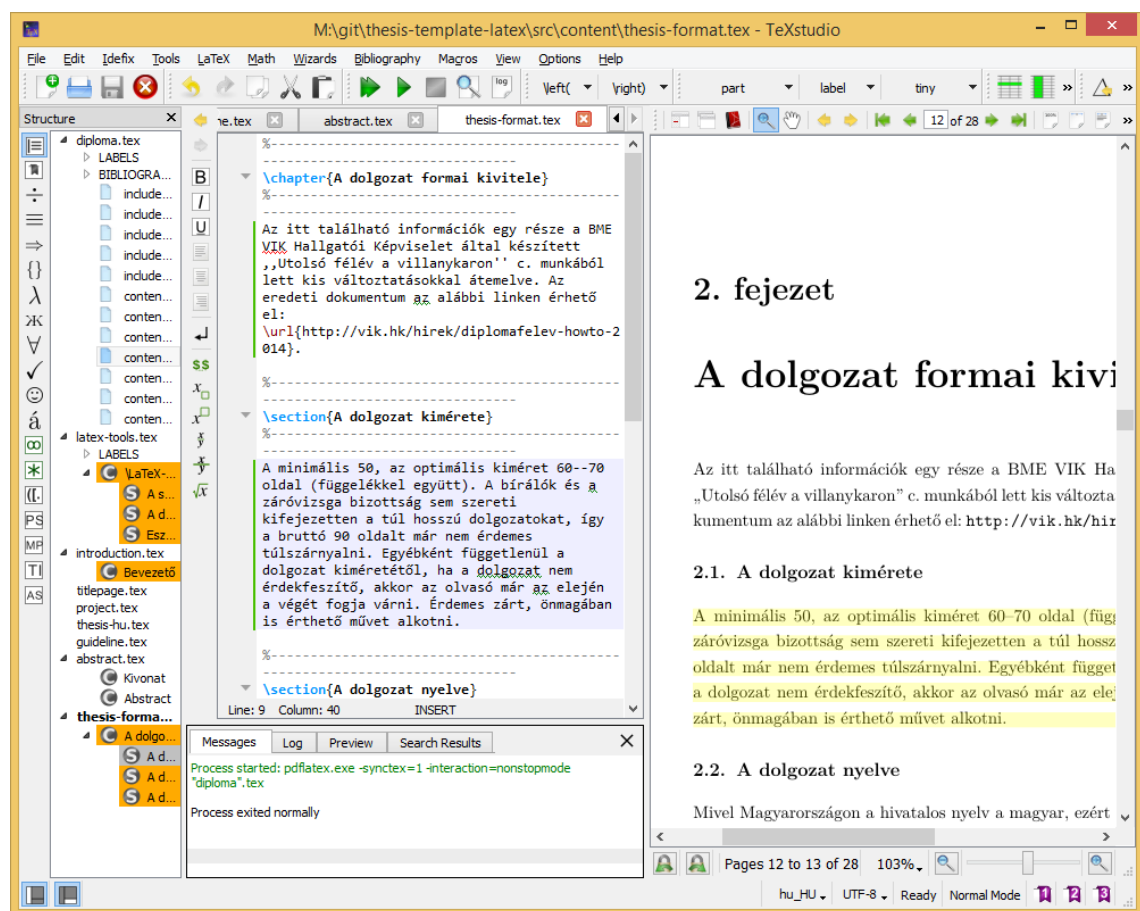 M:\git\thesis-template-latex\src\content\thesis-format.tex - TeXstudio
File Edit Idefix Tools LaTeX Math Wizards Bibliography Macros View Options Help
log \left( \right) part label tiny »  »
Structure
diploma.tex
LABELS
BIBLIOGRA...
include...
include...
include...
include...
include...
conten...
conten...
conten...
conten...
conten...
conten...
conten...
latex-tools.tex
LABELS
\LaTeX-...
A s...
A d...
Esz...
introduction.tex
Bevezető
titlepage.tex
project.tex
thesis-hu.tex
guideline.tex
abstract.tex
Kivonat
Abstract
thesis-forma...
A dolgo...
A d...
A d...
A d...
ne.tex abstract.tex thesis-format.tex
%----------------------------------------
-----------------------------
\chapter{A dolgozat formai kivitele}
%----------------------------------------
-----------------------------
Az itt található információk egy része a BME
VIK Hallgatói Képviselet által készített
,,Utolsó félév a villanykaron'' c. munkából
lett kis változtatásokkal átemelve. Az
eredeti dokumentum az alábbi linken érhető
el:
\url{http://vik.hk/hirek/diplomafelev-howto-2
014}.
%----------------------------------------
-----------------------------
\section{A dolgozat kimérete}
%----------------------------------------
-----------------------------
A minimális 50, az optimális kiméret 60--70
oldal (függelékkel együtt). A bírálók és a
záróvizsga bizottság sem szereti
kifejezetten a túl hosszú dolgozatokat, így
a bruttó 90 oldalt már nem érdemes
túlszárnyalni. Egyébként függetlenül a
dolgozat kiméretétől, ha a dolgozat nem
érdekfeszítő, akkor az olvasó már az elején
a végét fogja várni. Érdemes zárt, önmagában
is érthető művet alkotni.
%----------------------------------------
-----------------------------
\section{A dolgozat nyelve}
Line: 9 Column: 40 INSERT
Messages Log Preview Search Results
Process started: pdflatex.exe -synctex=1 -interaction=nonstopmode
"diploma".tex
Process exited normally
12 of 28 »
2. fejezet
A dolgozat formai kivi
Az itt található információk egy része a BME VIK Ha
„Utolsó félév a villanykaron” c. munkából lett kis változta
kumentum az alábbi linken érhető el: http://vik.hk/hir
2.1. A dolgozat kimérete
A minimális 50, az optimális kiméret 60–70 oldal (függ
záróvizsga bizottság sem szereti kifejezetten a túl hossz
oldalt már nem érdemes túlszárnyalni. Egyébként függet
a dolgozat nem érdekfeszítő, akkor az olvasó már az elej
zárt, önmagában is érthető művet alkotni.
2.2. A dolgozat nyelve
Mivel Magyarországon a hivatalos nyelv a magyar, ezért
Pages 12 to 13 of 28 103%
hu_HU UTF-8 Ready Normal Mode 1 2 3